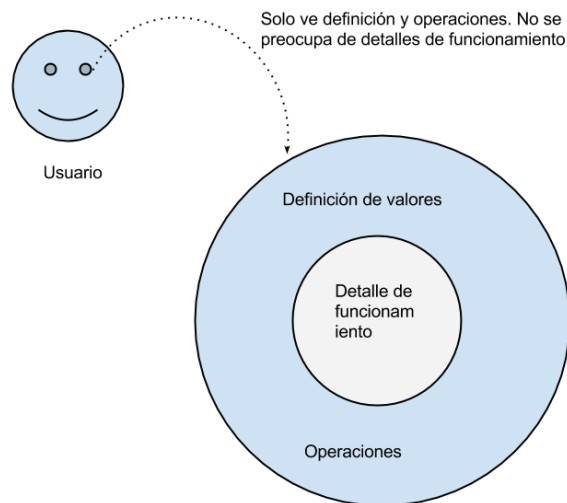 Solo ve definición y operaciones. No se
preocupa de detalles de funcionamiento
Usuario
Definición de valores
Detalle de
funcionam
iento
Operaciones